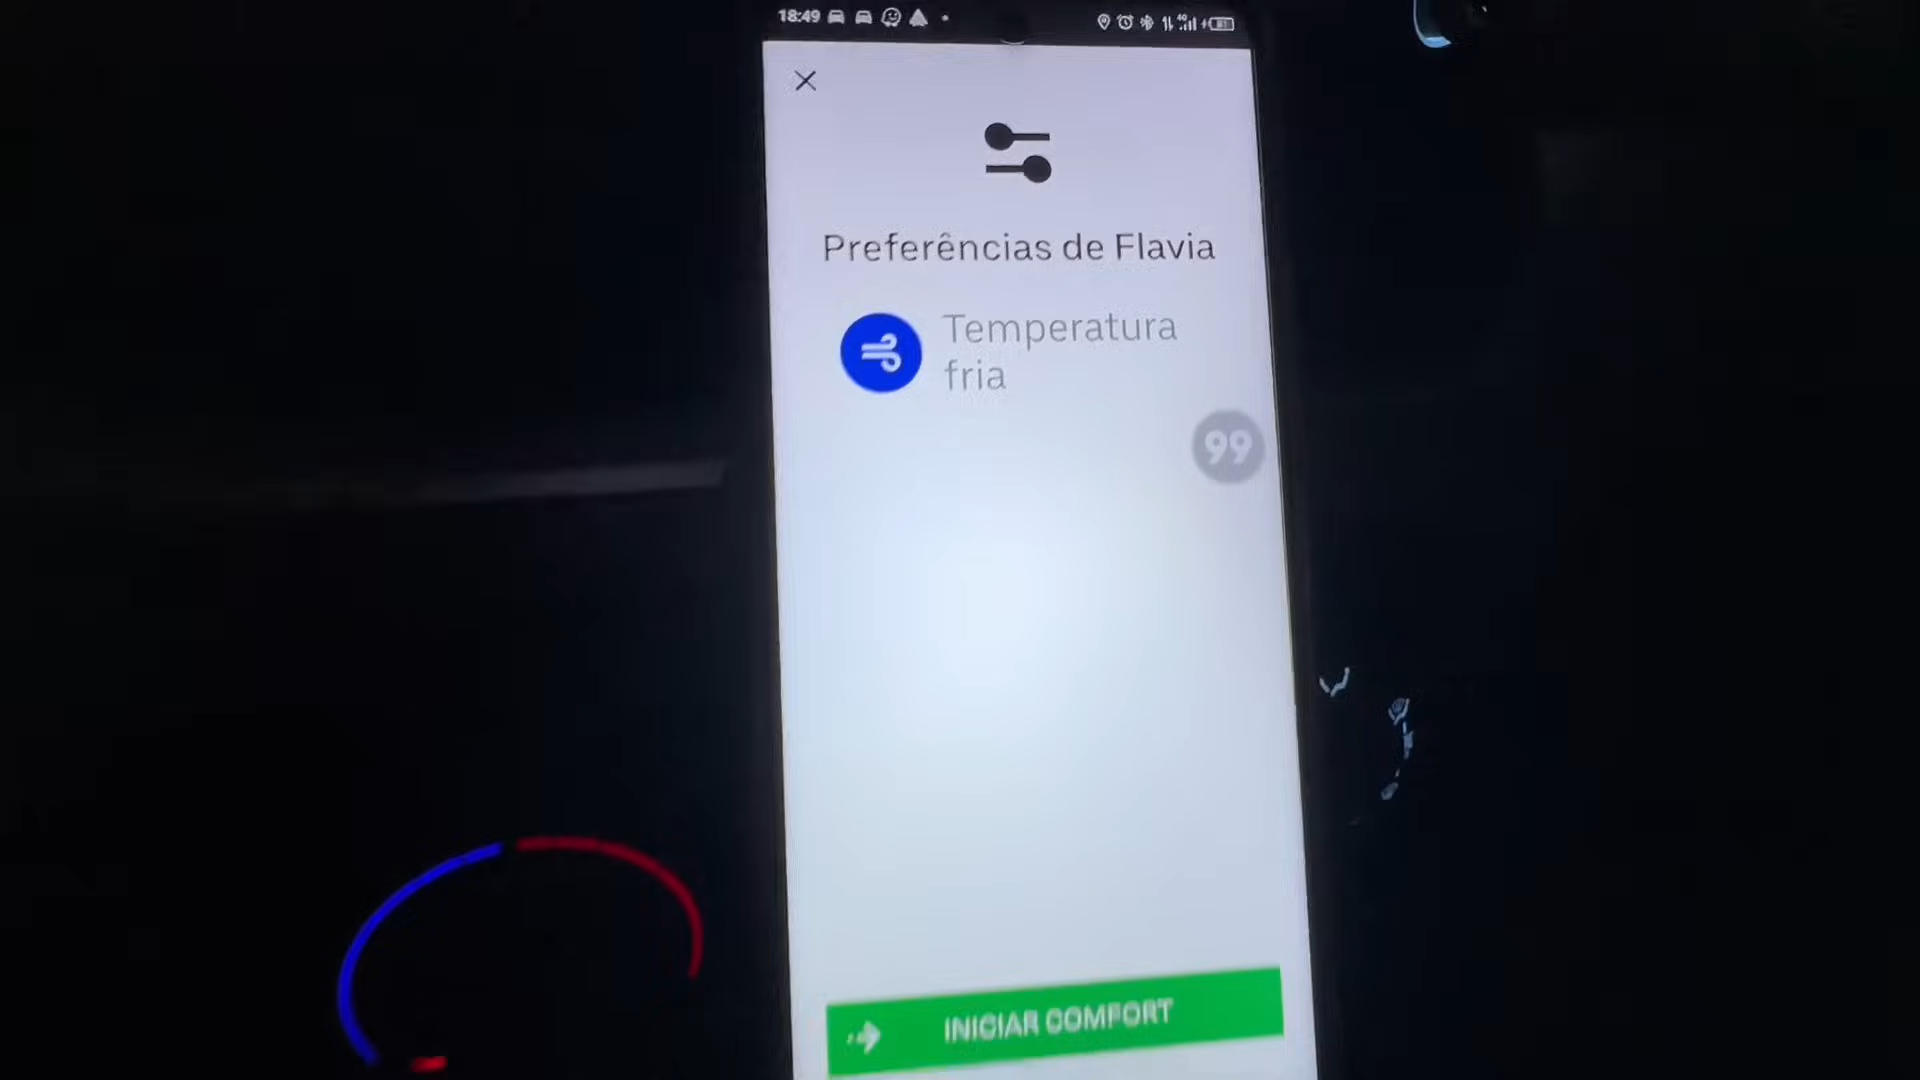 18:49
Preferências de Flavia
Temperatura
fria
99
INICIAR COMFORT